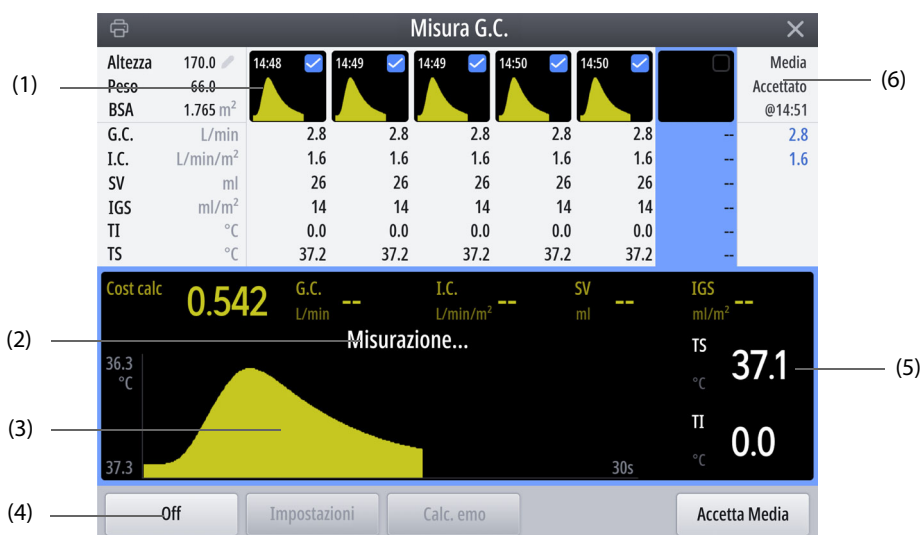 Misura G.C.
Altezza 170.0
Peso 66.0
BSA 1.765 m²
14:48 14:49 14:49 14:50 14:50
Media
Accettato
@14:51
G.C. L/min 2.8 2.8 2.8 2.8 2.8 -- 2.8
I.C. L/min/m² 1.6 1.6 1.6 1.6 1.6 -- 1.6
SV ml 26 26 26 26 26 --
IGS ml/m² 14 14 14 14 14 --
TI °C 0.0 0.0 0.0 0.0 0.0 --
TS °C 37.2 37.2 37.2 37.2 37.2 --
Cost calc 0.542
G.C. L/min --
I.C. L/min/m² --
SV ml --
IGS ml/m² --
Misurazione...
36.3
°C
37.3
30s
TS °C 37.1
TI °C 0.0
Off Impostazioni Calc. emo Accetta Media
(1)
(2)
(3)
(4)
(5)
(6)